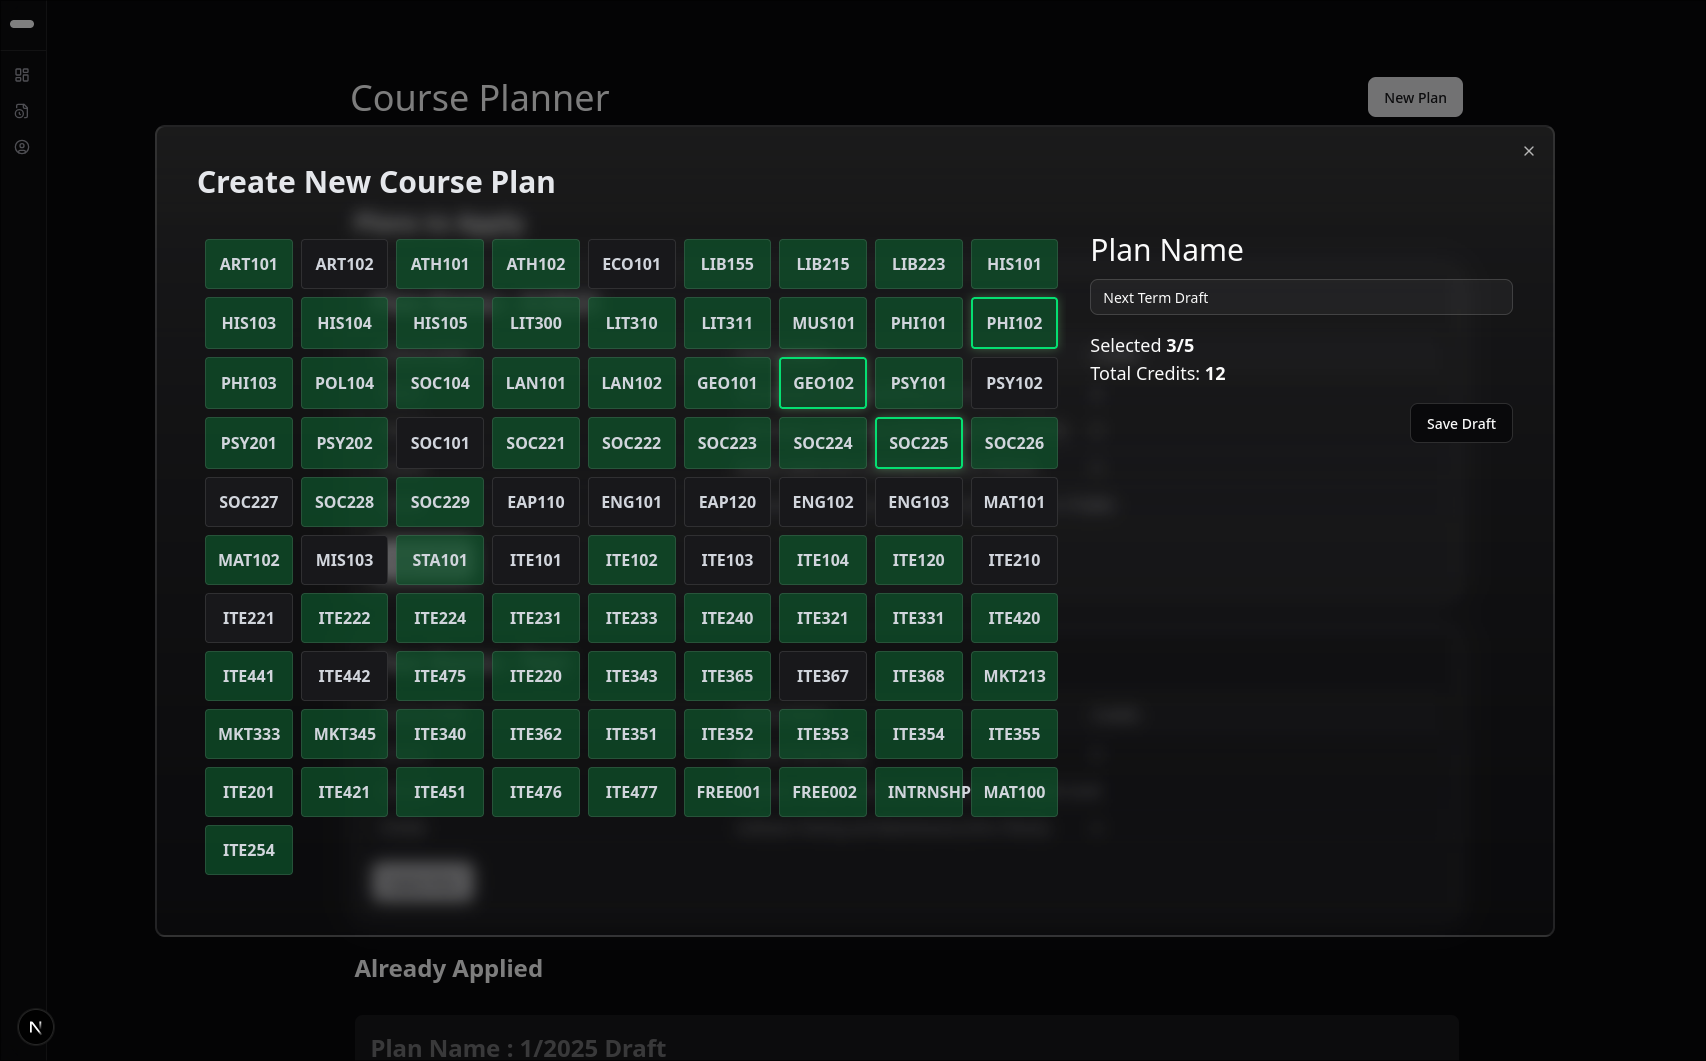 Course Planner
New Plan
Create New Course Plan
ART101 ART102 ATH101 ATH102 ECO101 LIB155 LIB215 LIB223 HIS101
HIS103 HIS104 HIS105 LIT300 LIT310 LIT311 MUS101 PHI101 PHI102
PHI103 POL104 SOC104 LAN101 LAN102 GEO101 GEO102 PSY101 PSY102
PSY201 PSY202 SOC101 SOC221 SOC222 SOC223 SOC224 SOC225 SOC226
SOC227 SOC228 SOC229 EAP110 ENG101 EAP120 ENG102 ENG103 MAT101
MAT102 MIS103 STA101 ITE101 ITE102 ITE103 ITE104 ITE120 ITE210
ITE221 ITE222 ITE224 ITE231 ITE233 ITE240 ITE321 ITE331 ITE420
ITE441 ITE442 ITE475 ITE220 ITE343 ITE365 ITE367 ITE368 MKT213
MKT333 MKT345 ITE340 ITE362 ITE351 ITE352 ITE353 ITE354 ITE355
ITE201 ITE421 ITE451 ITE476 ITE477 FREE001 FREE002 INTRNSHP MAT100
ITE254
Plan Name
Next Term Draft
Selected 3/5
Total Credits: 12
Save Draft
Already Applied
Plan Name : 1/2025 Draft
N